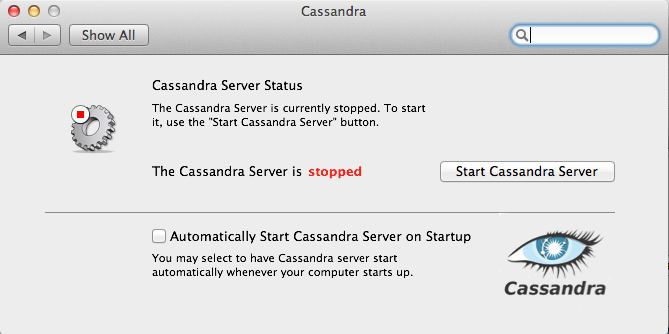 Cassandra
Show All
Cassandra Server Status
The Cassandra Server is currently stopped. To start
it, use the "Start Cassandra Server" button.
The Cassandra Server is stopped
Start Cassandra Server
Automatically Start Cassandra Server on Startup
You may select to have Cassandra server start
automatically whenever your computer starts up.
Cassandra